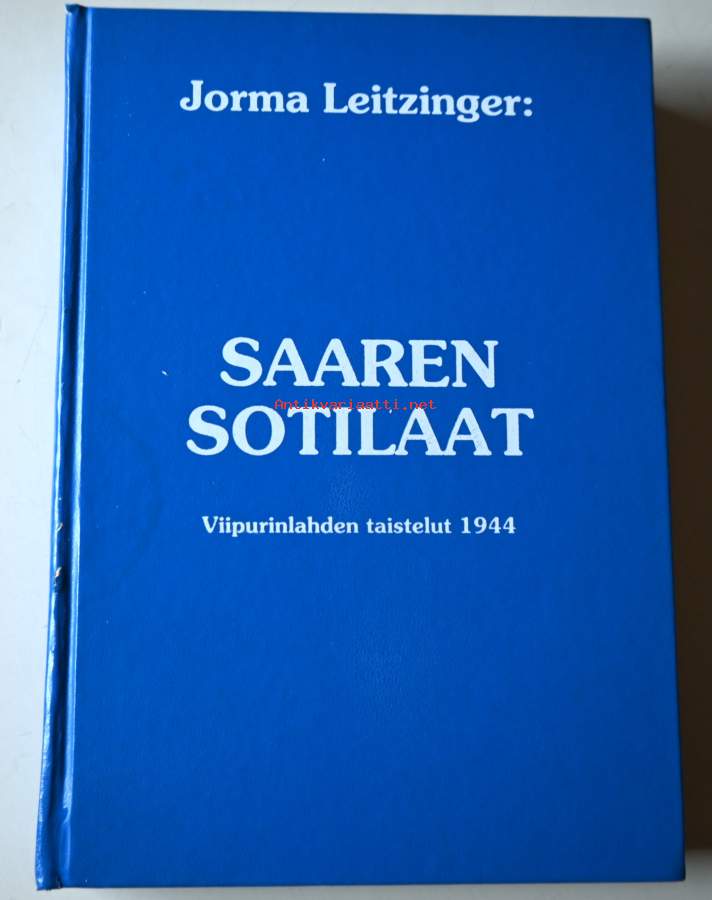 Jorma Leitzinger:
SAAREN
Antikvariaatti.net
SOTILAAT
Viipurinlahden taistelut 1944